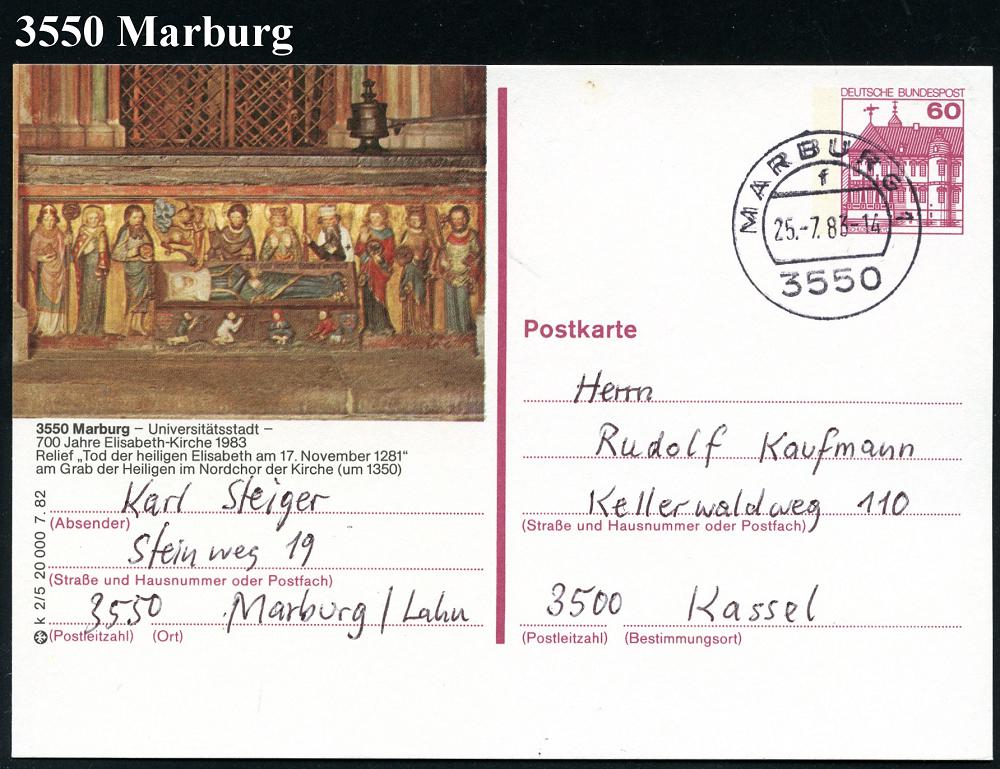 3550 Marburg
3550 Marburg – Universitätsstadt –
700 Jahre Elisabeth-Kirche 1983
Relief „Tod der heiligen Elisabeth am 17. November 1281“
am Grab der Heiligen im Nordchor der Kirche (um 1350)
Karl Steiger
(Absender)
Steinweg 19
(Straße und Hausnummer oder Postfach)
3550 Marburg/Lahn
(Postleitzahl) (Ort)
k 2/5 20 000 7.82
DEUTSCHE BUNDESPOST
60
MARBURG 1
f
25.-7.83-14
3550
Postkarte
Herrn
Rudolf Kaufmann
Kellerwaldweg 110
(Straße und Hausnummer oder Postfach)
3500 Kassel
(Postleitzahl) (Bestimmungsort)